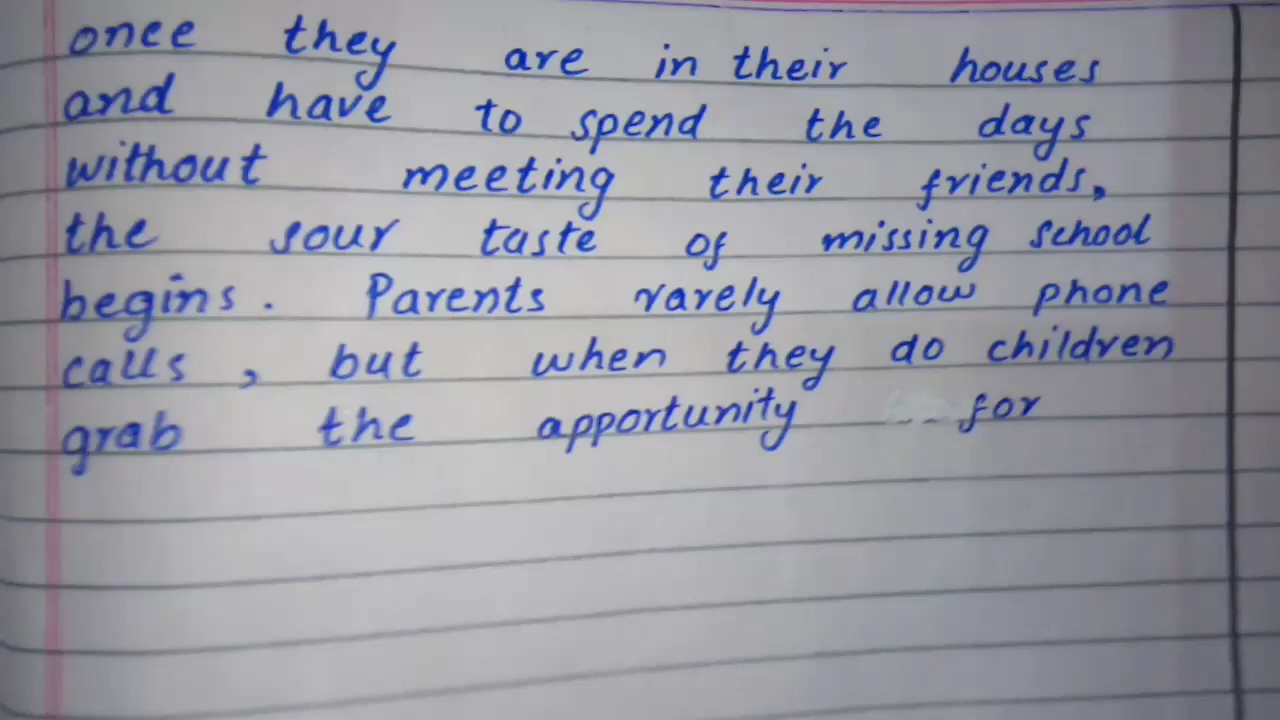 once they are in their houses
and have to spend the days
without meeting their friends,
the sour taste of missing school
begins. Parents rarely allow phone
calls, but when they do children
grab the apportunity for